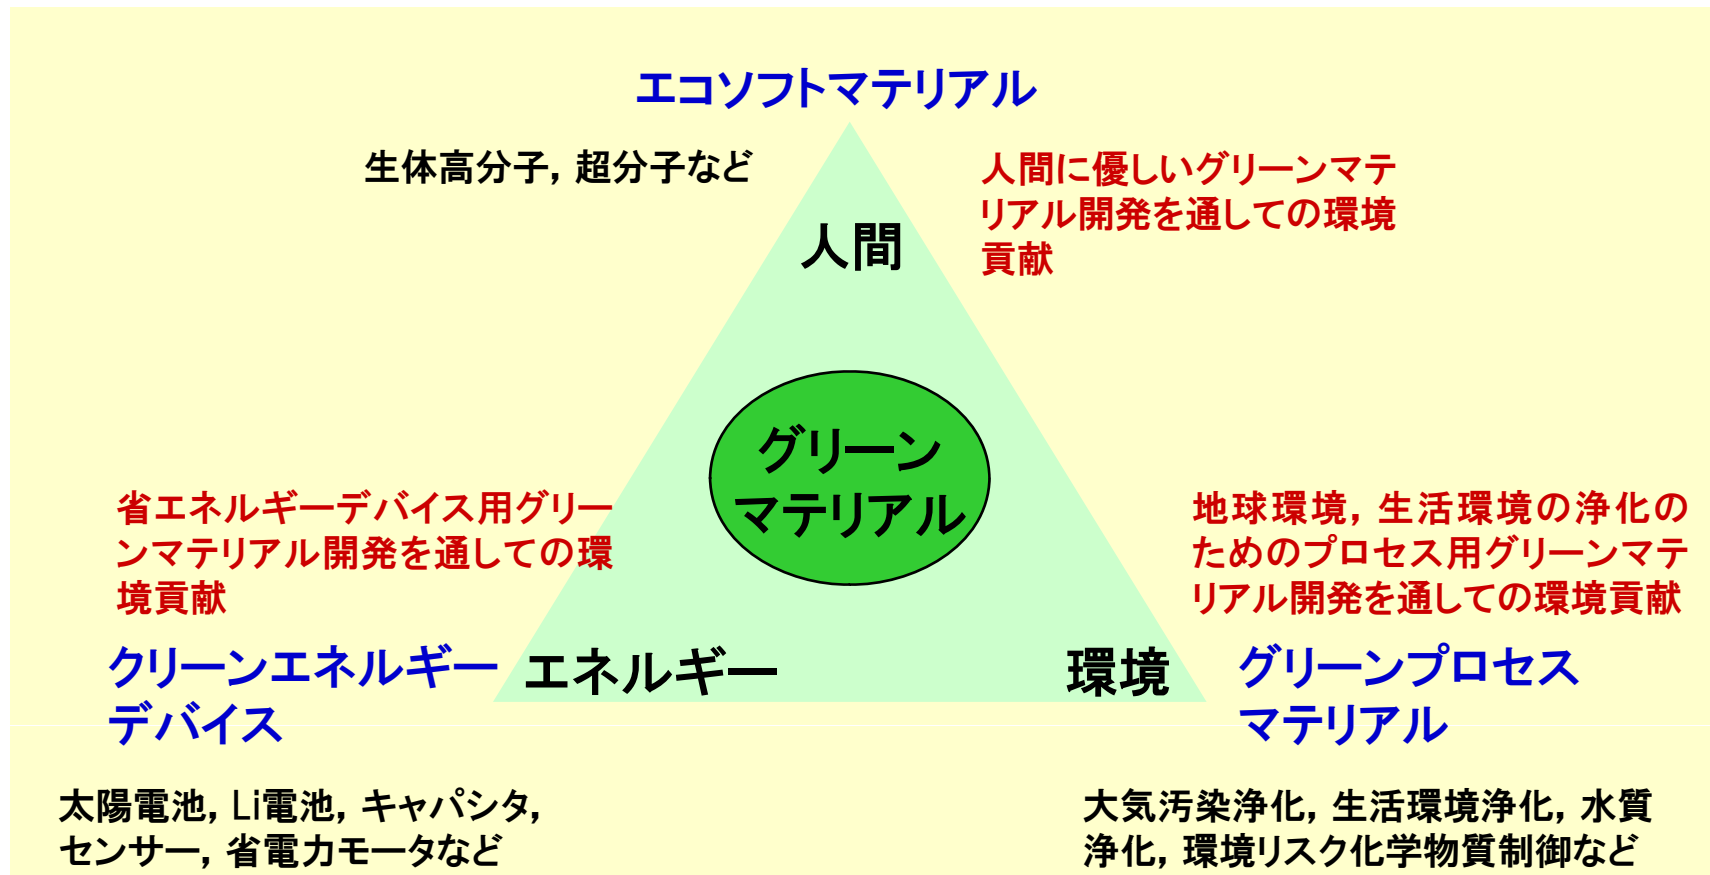 エコソフトマテリアル
生体高分子, 超分子など
人間に優しいグリーンマテ
リアル開発を通しての環境
貢献
人間
グリーン
マテリアル
省エネルギーデバイス用グリー
ンマテリアル開発を通しての環
境貢献
地球環境, 生活環境の浄化の
ためのプロセス用グリーンマテ
リアル開発を通しての環境貢献
クリーンエネルギー
デバイス
エネルギー
環境
グリーンプロセス
マテリアル
太陽電池, Li電池, キャパシタ,
センサー, 省電力モータなど
大気汚染浄化, 生活環境浄化, 水質
浄化, 環境リスク化学物質制御など